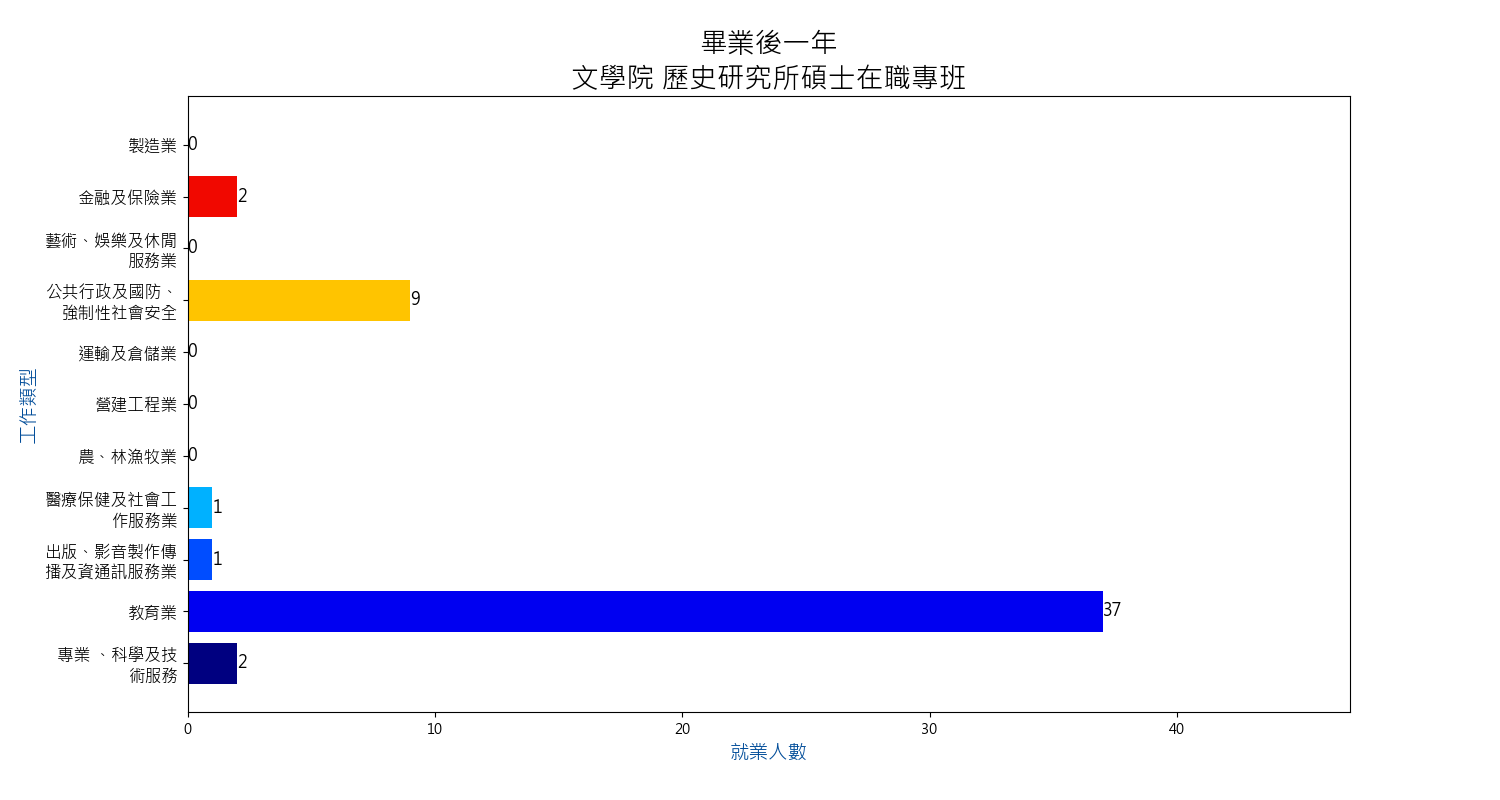 畢業後一年
文學院 歷史研究所碩士在職專班
製造業 0
金融及保險業 2
藝術、娛樂及休閒
服務業 0
公共行政及國防、
強制性社會安全 9
運輸及倉儲業 0
營建工程業 0
農、林漁牧業 0
醫療保健及社會工
作服務業 1
出版、影音製作傳
播及資通訊服務業 1
教育業 37
專業 、科學及技
術服務 2
工作類型
0 10 20 30 40
就業人數